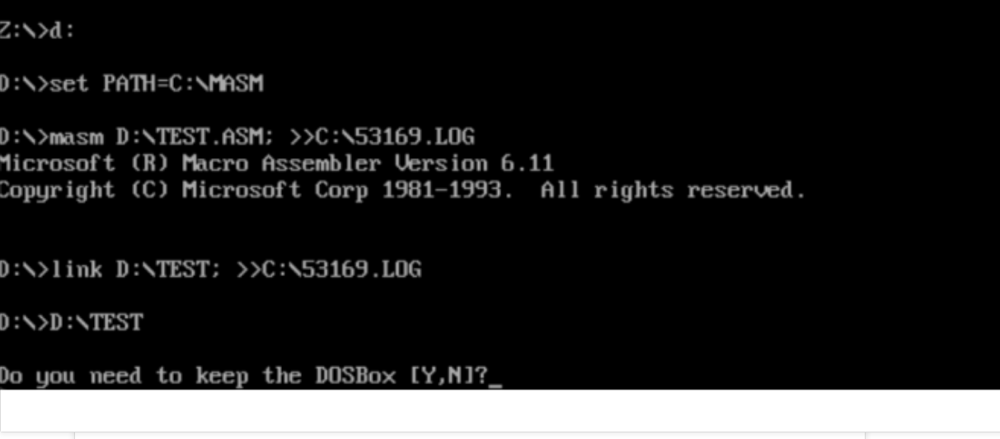 Z:\>d:
D:\>set PATH=C:\MASM
D:\>masm D:\TEST.ASM; >>C:\53169.LOG
Microsoft (R) Macro Assembler Version 6.11
Copyright (C) Microsoft Corp 1981-1993.  All rights reserved.
D:\>link D:\TEST; >>C:\53169.LOG
D:\>D:\TEST
Do you need to keep the DOSBox [Y,N]?_